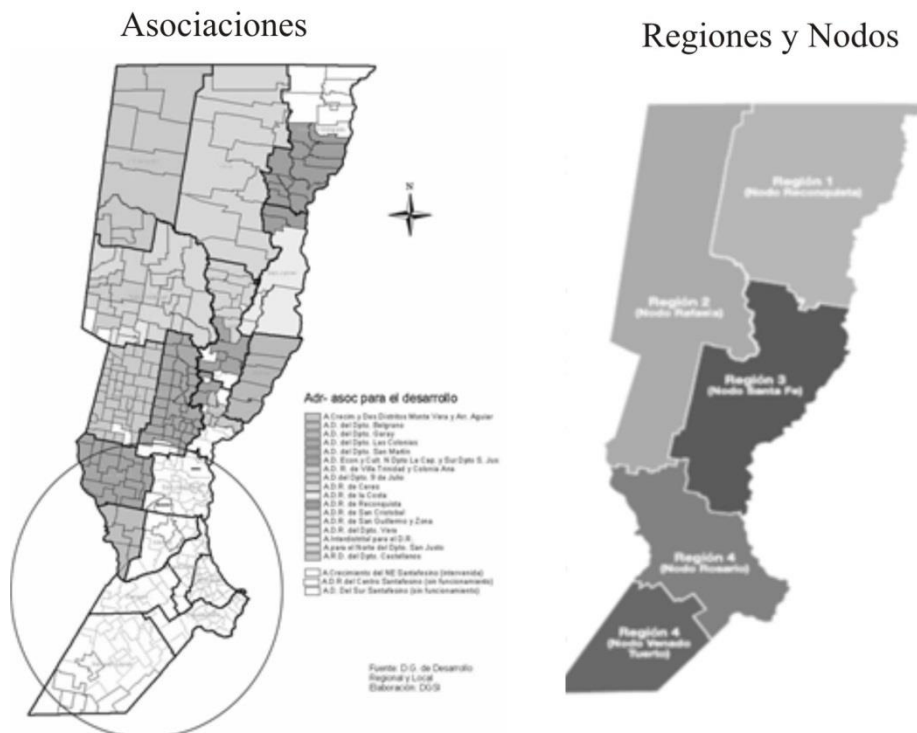 Asociaciones
Regiones y Nodos
N
Región 1
(Nodo Reconquista)
Región 2
(Nodo Rafaela)
Región 3
(Nodo Santa Fe)
Región 4
(Nodo Rosario)
Región 4
(Nodo Venado
Tuerto)
Adr- asoc para el desarrollo
A.Crecim y Des Distritos Monte Vera y Arr. Aguiar
A.D. del Dpto. Belgrano
A.D. del Dpto. Garay
A.D. del Dpto. Las Colonias
A.D. del Dpto. San Martín
A.D. Econ.y Cult. N.Dpto La Cap. y Sur Dpto S. Jus
A.D. R. de Villa Trinidad y Colonia Ana
A.D.del Dpto. 9 de Julio
A.D.R. de Ceres
A.D.R. de la Costa
A.D.R. de Reconquista
A.D.R. de San Cristobal
A.D.R. de San Guillermo y Zona.
A.D.R. del Dpto. Vera
A.Interdistrital para el D.R.
A.para el Norte del Dpto. San Justo
A.R.D. del Dpto. Castellanos
A.Crecimiento del NE Santafesino (intervenida)
A.D.R del Centro Santafesino (sin funcionamiento)
A.D. Del Sur Santafesino (sin funcionamiento)
Fuente: D.G. de Desarrollo
Regional y Local
Elaboración: DGSI